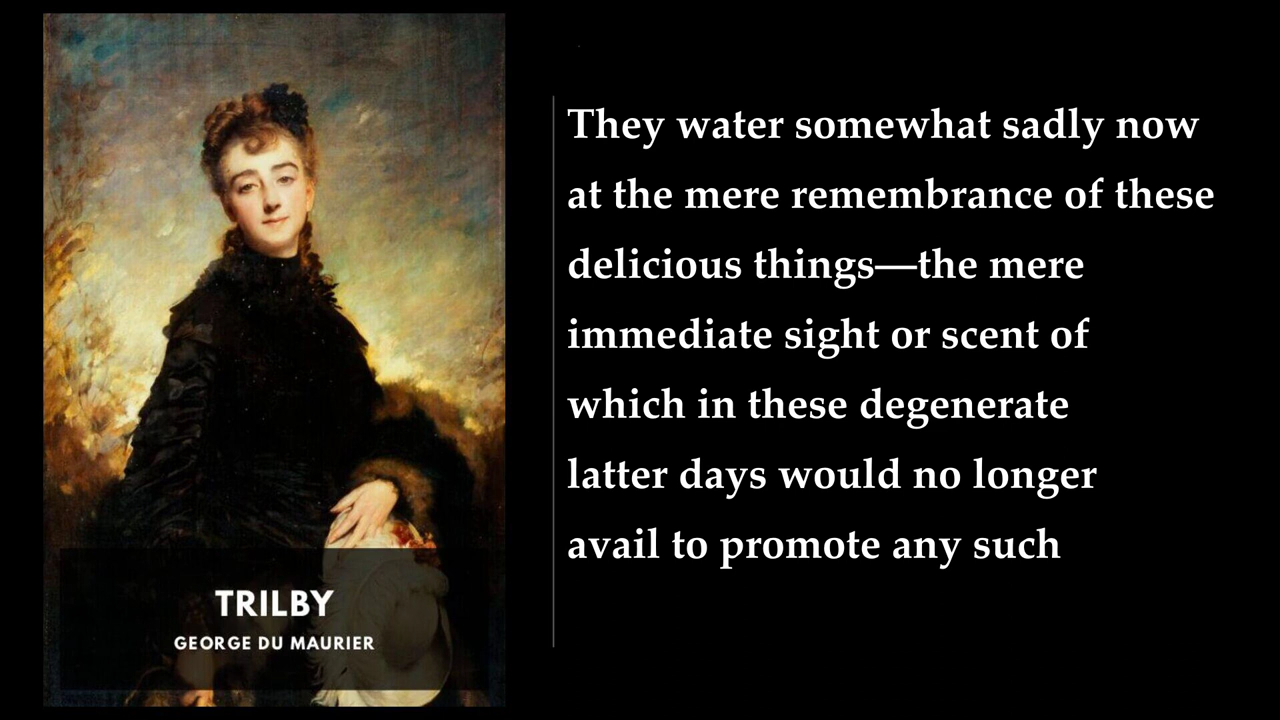 TRILBY
GEORGE DU MAURIER
They water somewhat sadly now
at the mere remembrance of these
delicious things—the mere
immediate sight or scent of
which in these degenerate
latter days would no longer
avail to promote any such